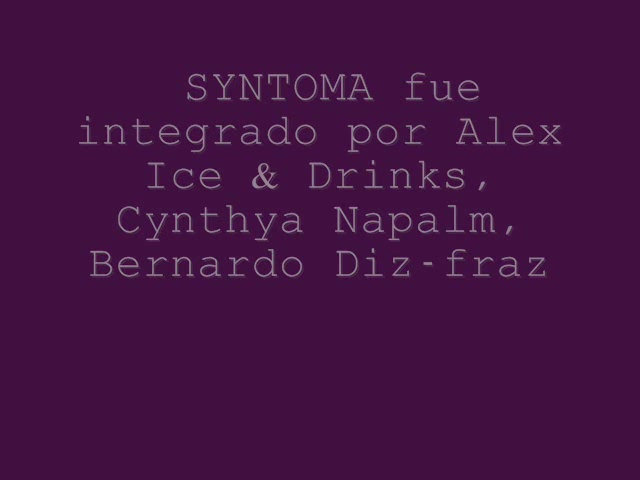 SYNTOMA fue
integrado por Alex
Ice & Drinks,
Cynthya Napalm,
Bernardo Diz-fraz